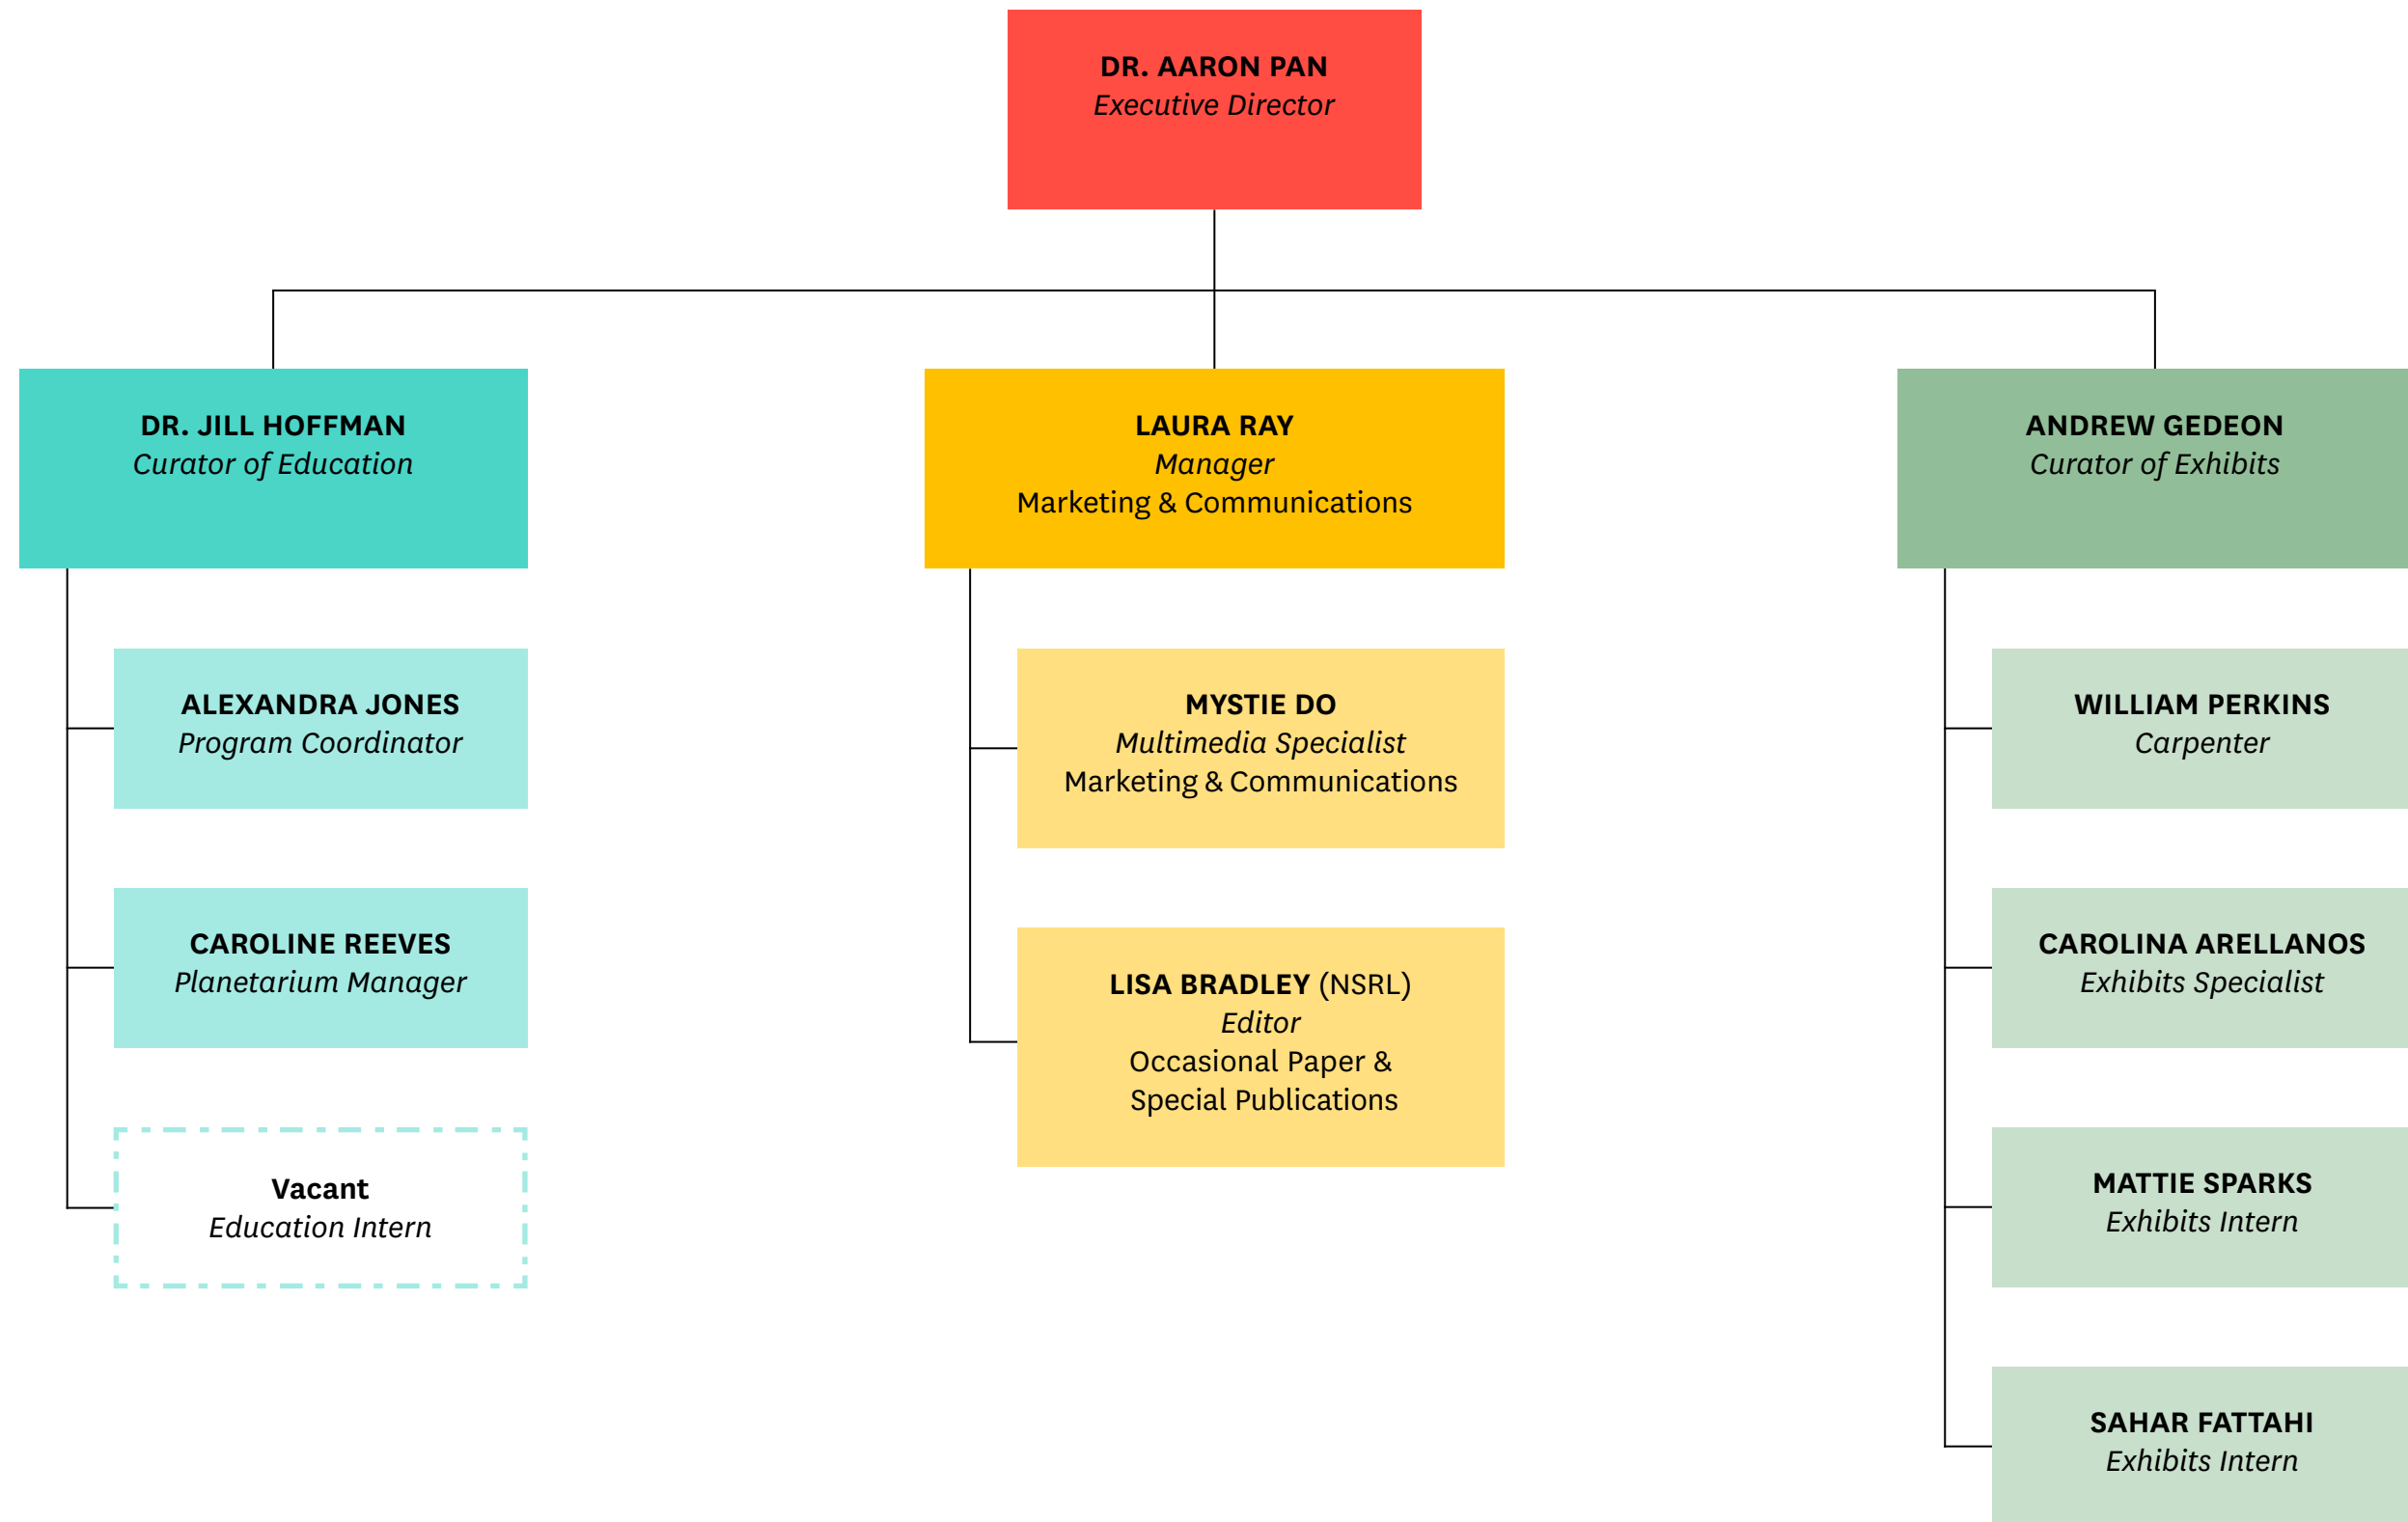 DR. AARON PAN
Executive Director
DR. JILL HOFFMAN
Curator of Education
ALEXANDRA JONES
Program Coordinator
CAROLINE REEVES
Planetarium Manager
Vacant
Education Intern
LAURA RAY
Manager
Marketing & Communications
MYSTIE DO
Multimedia Specialist
Marketing & Communications
LISA BRADLEY (NSRL)
Editor
Occasional Paper &
Special Publications
ANDREW GEDEON
Curator of Exhibits
WILLIAM PERKINS
Carpenter
CAROLINA ARELLANOS
Exhibits Specialist
MATTIE SPARKS
Exhibits Intern
SAHAR FATTAHI
Exhibits Intern